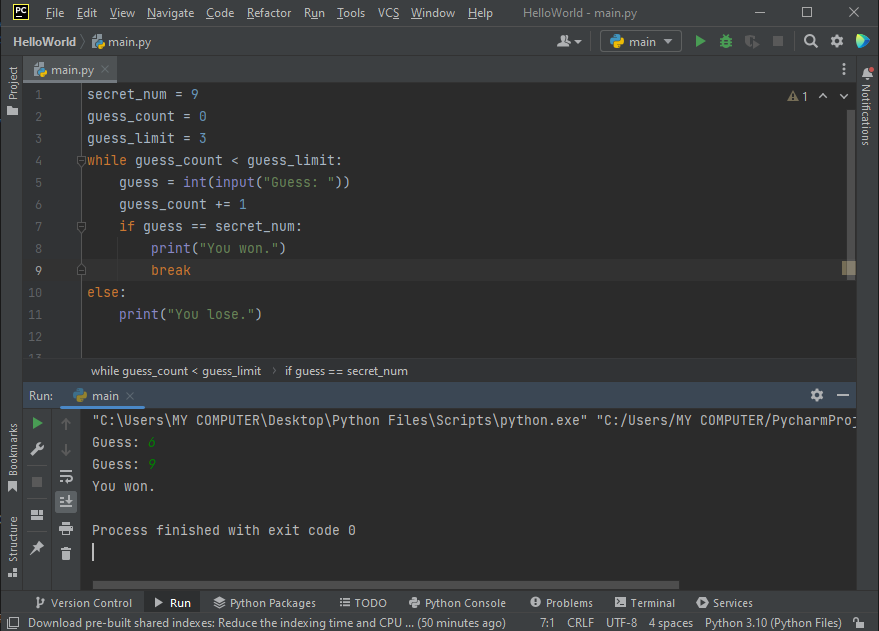 PC File Edit View Navigate Code Refactor Run Tools VCS Window Help HelloWorld - main.py
HelloWorld main.py main
Project
main.py
Notifications
1 secret_num = 9
1
2 guess_count = 0
3 guess_limit = 3
4 while guess_count < guess_limit:
5 guess = int(input("Guess: "))
6 guess_count += 1
7 if guess == secret_num:
8 print("You won.")
9 break
10 else:
11 print("You lose.")
12
13
while guess_count < guess_limit if guess == secret_num
Run: main
"C:\Users\MY COMPUTER\Desktop\Python Files\Scripts\python.exe" "C:/Users/MY COMPUTER/PycharmProj
Guess: 6
Guess: 9
You won.
Process finished with exit code 0
Bookmarks
Structure
Version Control Run Python Packages TODO Python Console Problems Terminal Services
Download pre-built shared indexes: Reduce the indexing time and CPU ... (50 minutes ago) 7:1 CRLF UTF-8 4 spaces Python 3.10 (Python Files)